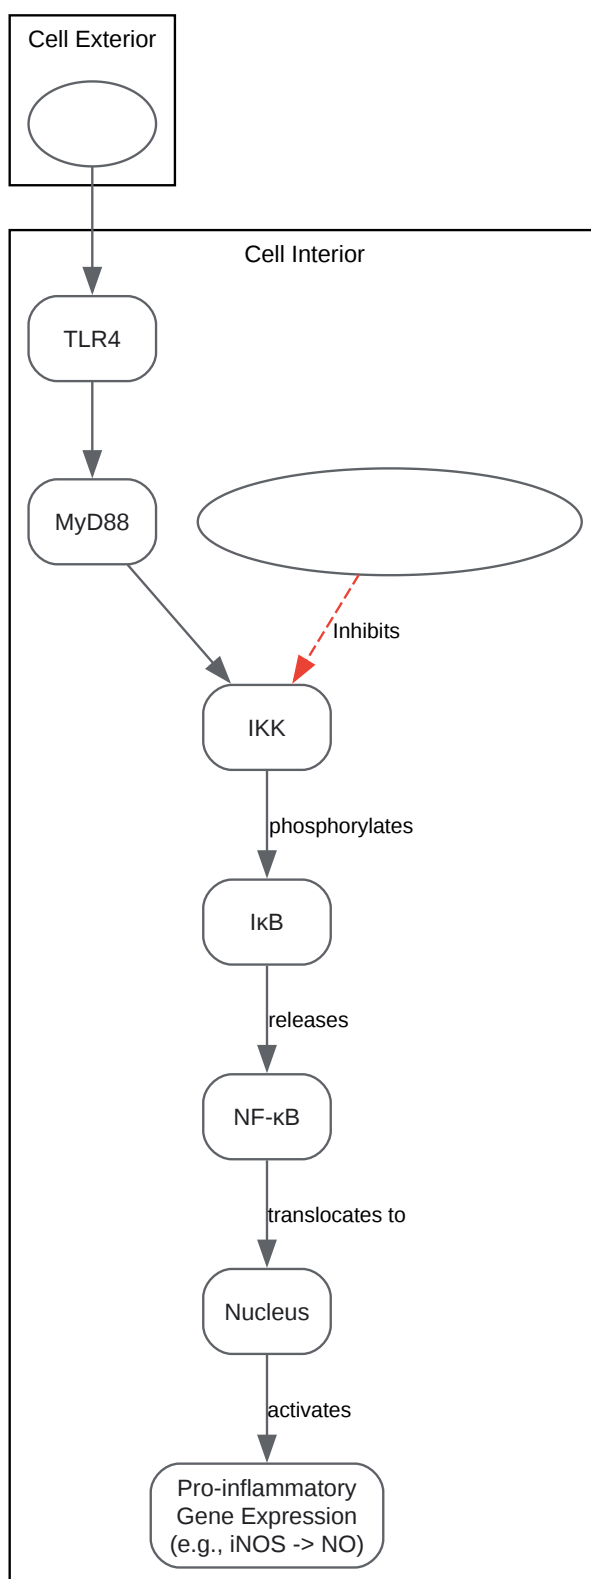 Cell Exterior
Cell Interior
TLR4
MyD88
Inhibits
IKK
phosphorylates
IκB
releases
NF-κB
translocates to
Nucleus
activates
Pro-inflammatory
Gene Expression
(e.g., iNOS -> NO)